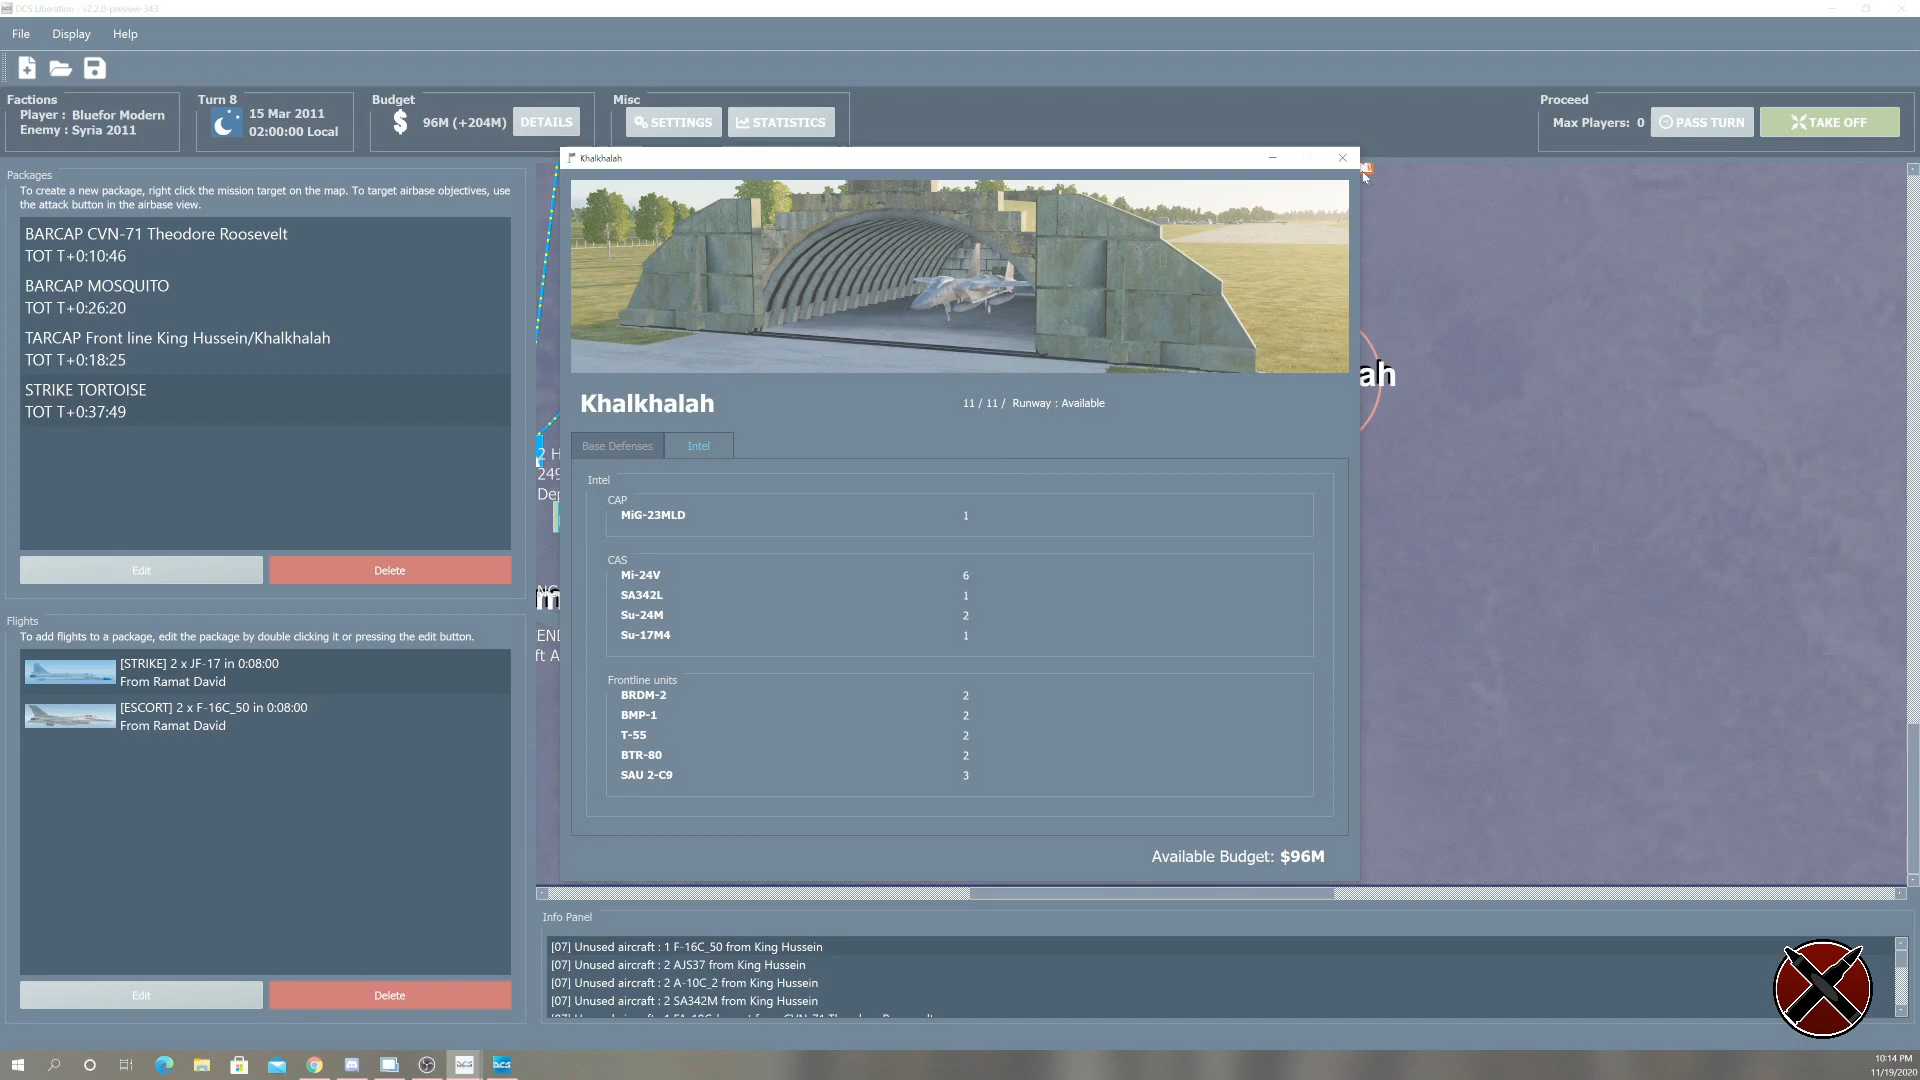 DCS Liberation - v2.2.0-preview-343
File
Display
Help
Factions
Player : Bluefor Modern
Enemy : Syria 2011
Turn 8
15 Mar 2011
02:00:00 Local
Budget
96M (+204M)
DETAILS
Misc
SETTINGS
STATISTICS
Proceed
Max Players: 0
PASS TURN
TAKE OFF
Packages
To create a new package, right click the mission target on the map. To target airbase objectives, use
the attack button in the airbase view.
BARCAP CVN-71 Theodore Roosevelt
TOT T+0:10:46
BARCAP MOSQUITO
TOT T+0:26:20
TARCAP Front line King Hussein/Khalkhalah
TOT T+0:18:25
STRIKE TORTOISE
TOT T+0:37:49
Edit
Delete
Flights
To add flights to a package, edit the package by double clicking it or pressing the edit button.
[STRIKE] 2 x JF-17 in 0:08:00
From Ramat David
[ESCORT] 2 x F-16C_50 in 0:08:00
From Ramat David
Edit
Delete
2 H
249
De
m
END
ft A
ah
Khalkhalah
Khalkhalah
11 / 11 / Runway : Available
Base Defenses
Intel
Intel
CAP
MiG-23MLD 1
CAS
Mi-24V 6
SA342L 1
Su-24M 2
Su-17M4 1
Frontline units
BRDM-2 2
BMP-1 2
T-55 2
BTR-80 2
SAU 2-C9 3
Available Budget: $96M
Info Panel
[07] Unused aircraft : 1 F-16C_50 from King Hussein
[07] Unused aircraft : 2 AJS37 from King Hussein
[07] Unused aircraft : 2 A-10C_2 from King Hussein
[07] Unused aircraft : 2 SA342M from King Hussein
DCS
DCS
10:14 PM
11/19/2020